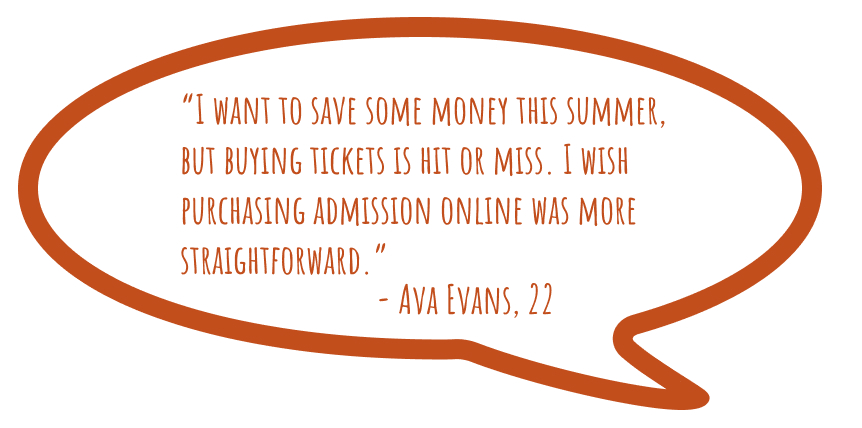 “I want to save some money this summer,
but buying tickets is hit or miss. I wish
purchasing admission online was more
straightforward.”
- Ava Evans, 22